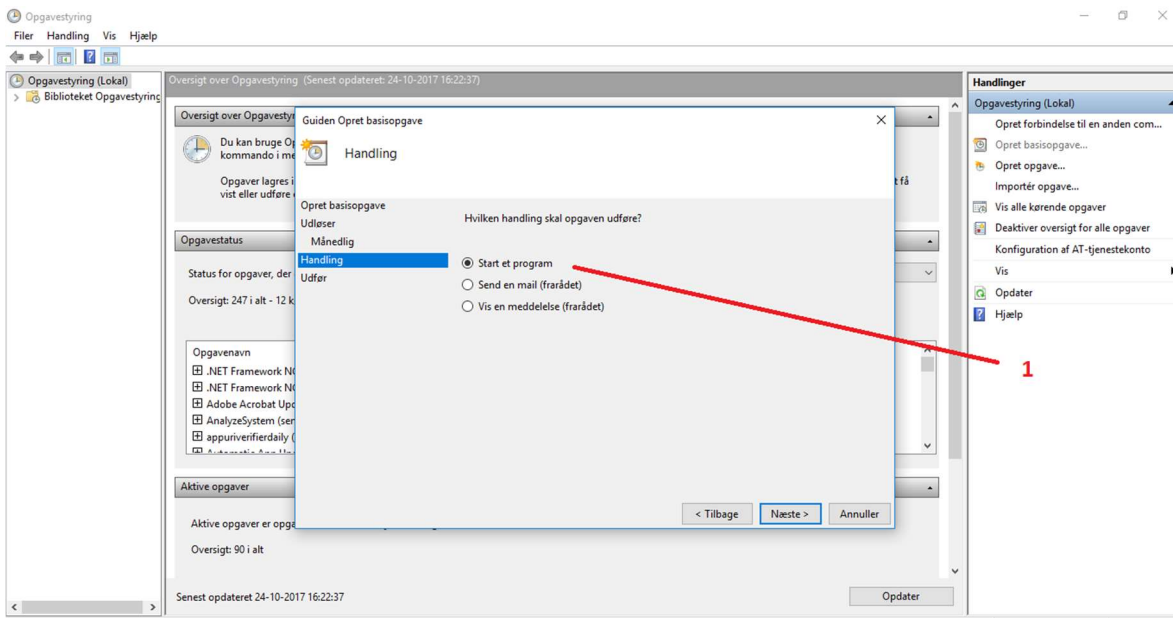 Opgavestyring
Filer Handling Vis Hjælp
Opgavestyring (Lokal)
Biblioteket Opgavestyring
Oversigt over Opgavestyring (Senest opdateret: 24-10-2017 16:22:37)
Oversigt over Opgavestyr
Du kan bruge Op
kommando i me
Opgaver lagres i
t få
vist eller udføre
Opgavestatus
Status for opgaver, der
Oversigt: 247 i alt - 12 k
Opgavenavn
.NET Framework NG
.NET Framework NG
Adobe Acrobat Upd
AnalyzeSystem (sen
appuriverifierdaily (
Aktive opgaver
Aktive opgaver er opga
Oversigt: 90 i alt
Senest opdateret 24-10-2017 16:22:37
Opdater
Guiden Opret basisopgave
Handling
Opret basisopgave
Udløser
Månedlig
Handling
Udfør
Hvilken handling skal opgaven udføre?
Start et program
Send en mail (frarådet)
Vis en meddelelse (frarådet)
< Tilbage Næste > Annuller
1
Handlinger
Opgavestyring (Lokal)
Opret forbindelse til en anden com...
Opret basisopgave...
Opret opgave...
Importér opgave...
Vis alle kørende opgaver
Deaktiver oversigt for alle opgaver
Konfiguration af AT-tjenestekonto
Vis
Opdater
Hjælp